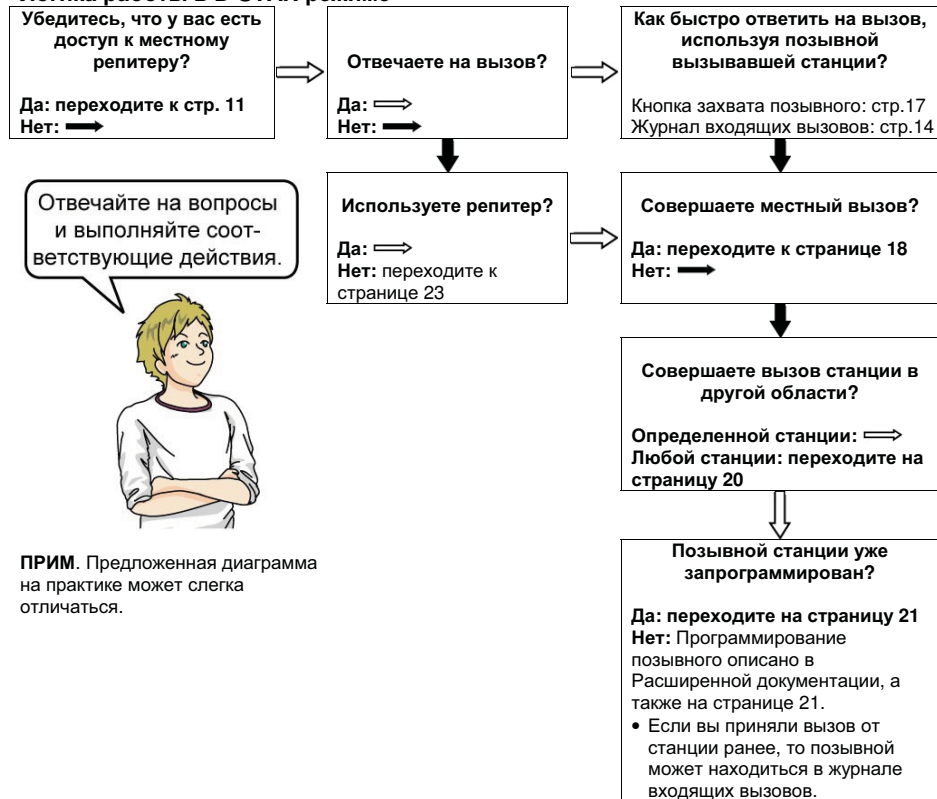 Убедитесь, что у вас есть
доступ к местному
репитеру?
Да: переходите к стр. 11
Нет:
Отвечаете на вызов?
Да:
Нет:
Как быстро ответить на вызов,
используя позывной
вызывавшей станции?
Кнопка захвата позывного: стр.17
Журнал входящих вызовов: стр.14
Отвечайте на вопросы
и выполняйте соот-
ветствующие действия.
Используете репитер?
Да:
Нет: переходите к
странице 23
Совершаете местный вызов?
Да: переходите к странице 18
Нет:
Совершаете вызов станции в
другой области?
Определенной станции:
Любой станции: переходите на
страницу 20
ПРИМ. Предложенная диаграмма
на практике может слегка
отличаться.
Позывной станции уже
запрограммирован?
Да: переходите на страницу 21
Нет: Программирование
позывного описано в
Расширенной документации, а
также на странице 21.
• Если вы приняли вызов от
станции ранее, то позывной
может находиться в журнале
входящих вызовов.